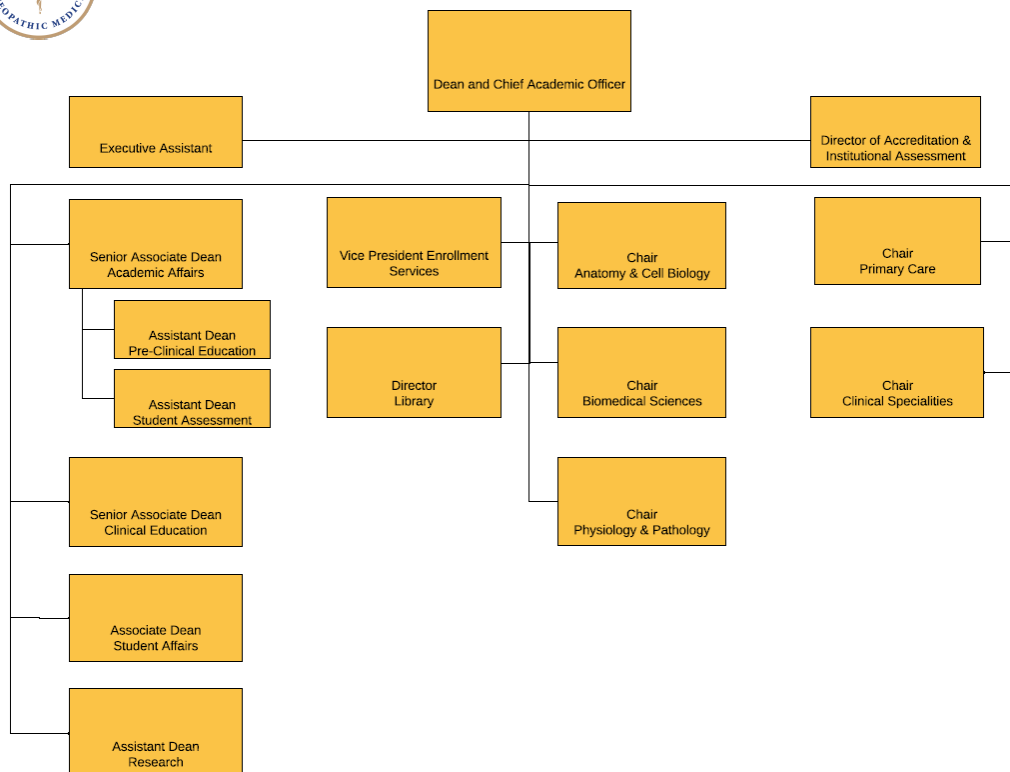 EOPATHIC MEDIC
Dean and Chief Academic Officer
Executive Assistant
Director of Accreditation &
Institutional Assessment
Senior Associate Dean
Academic Affairs
Assistant Dean
Pre-Clinical Education
Assistant Dean
Student Assessment
Senior Associate Dean
Clinical Education
Associate Dean
Student Affairs
Assistant Dean
Research
Vice President Enrollment
Services
Director
Library
Chair
Anatomy & Cell Biology
Chair
Biomedical Sciences
Chair
Physiology & Pathology
Chair
Primary Care
Chair
Clinical Specialities